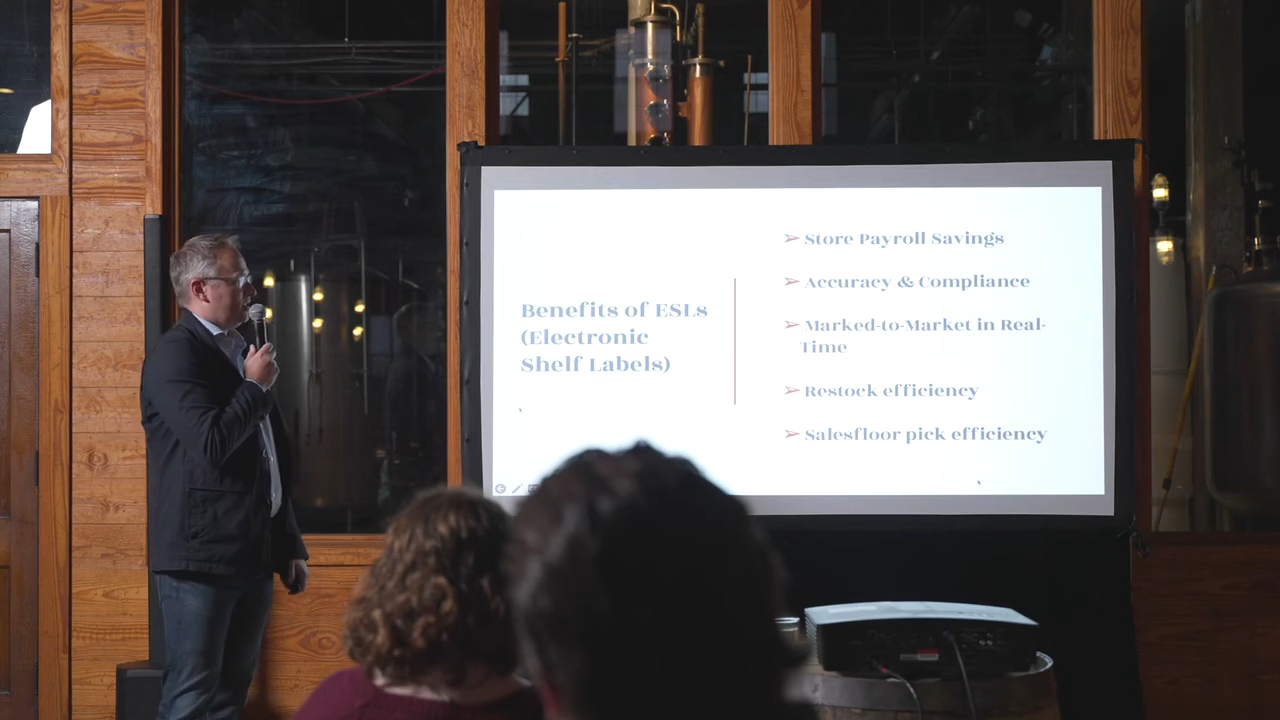 Benefits of ESLs
(Electronic
Shelf Labels)
Store Payroll Savings
Accuracy & Compliance
Marked-to-Market in Real-
Time
Restock efficiency
Salesfloor pick efficiency